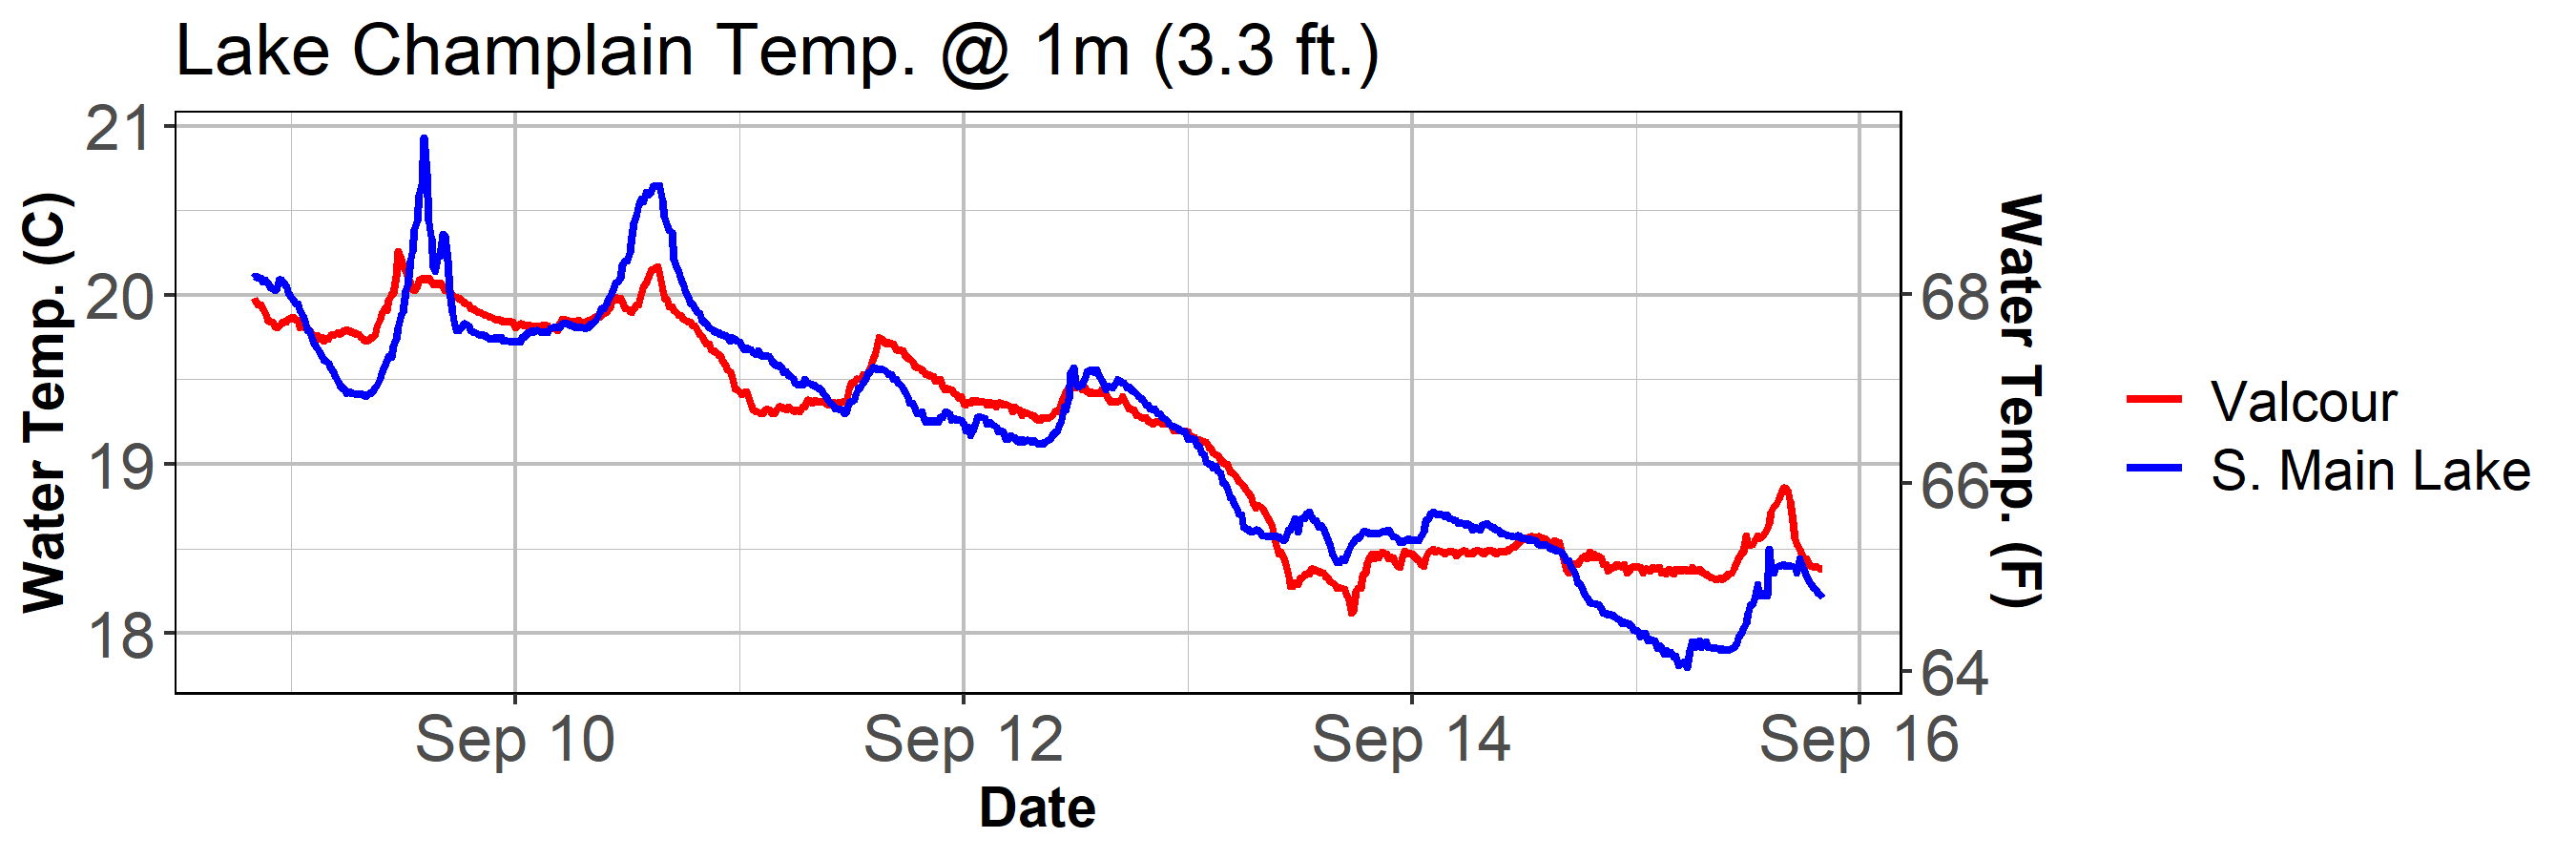 Lake Champlain Temp. @ 1m (3.3 ft.)
Water Temp. (C)
21
20
19
18
Water Temp. (F)
68
66
64
Sep 10
Sep 12
Sep 14
Sep 16
Date
Valcour
S. Main Lake